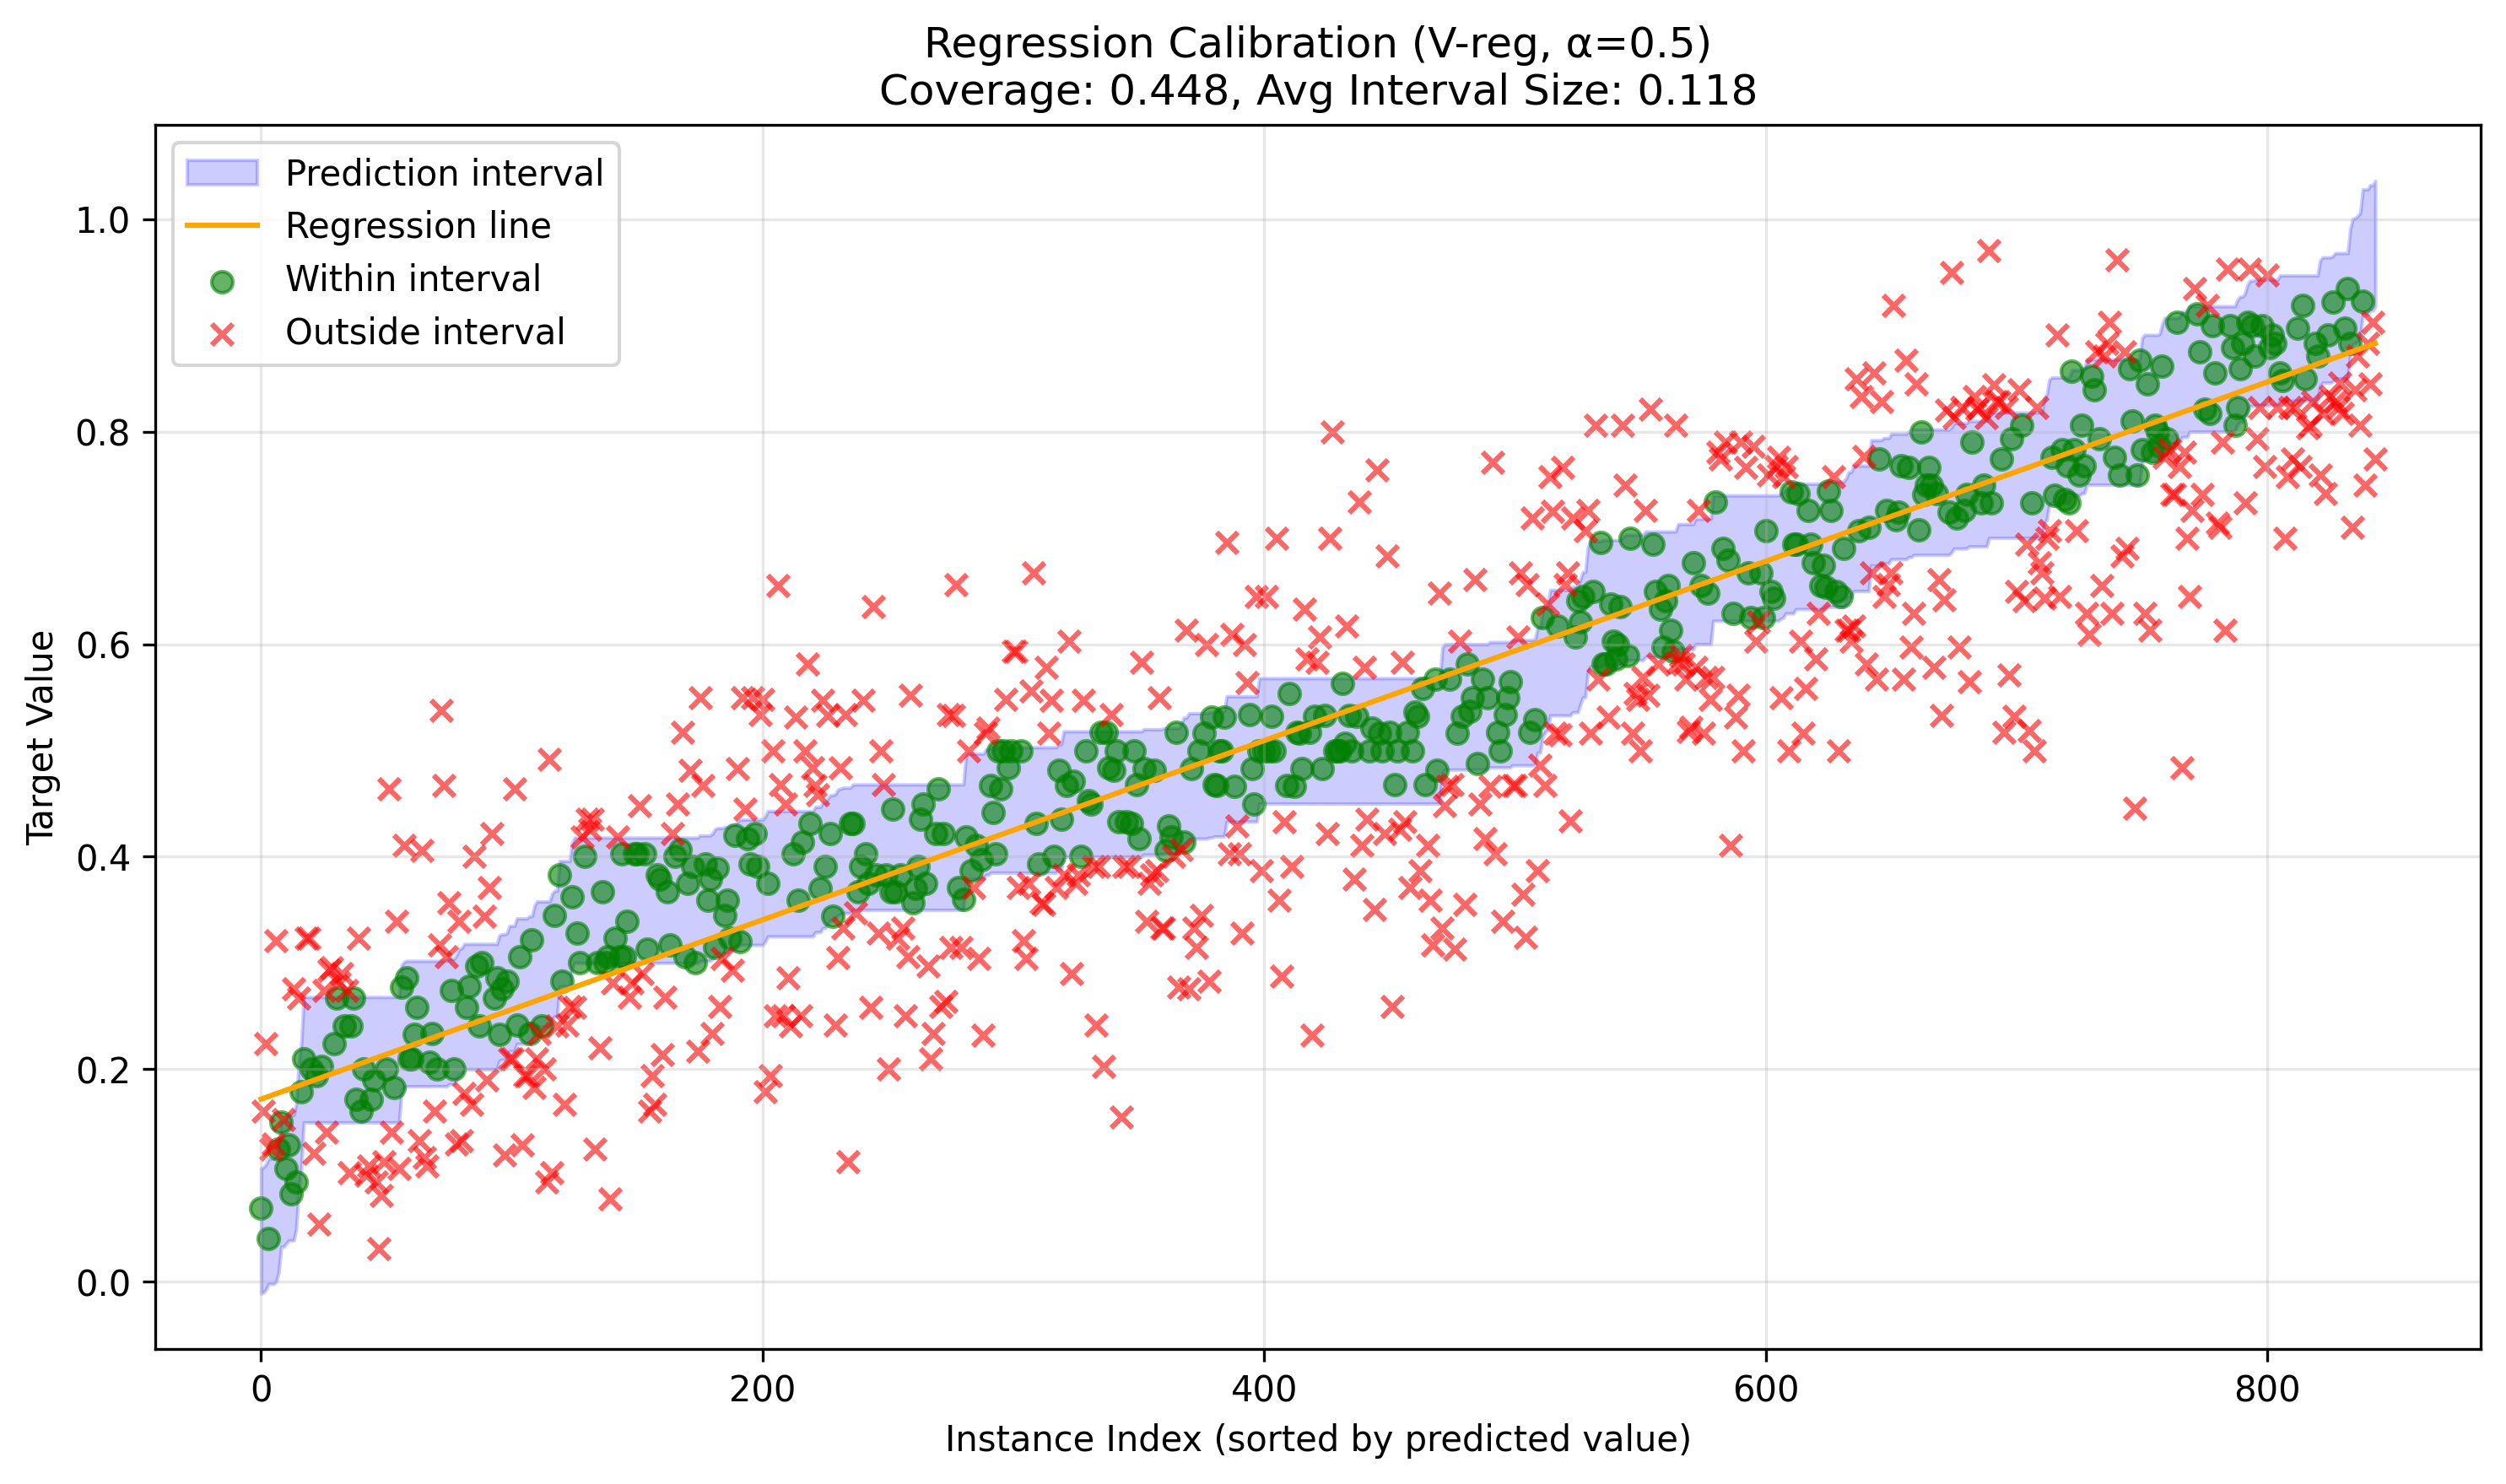 Regression Calibration (V-reg, α=0.5)
Coverage: 0.448, Avg Interval Size: 0.118
Prediction interval
Regression line
Within interval
Outside interval
Target Value
1.0
0.8
0.6
0.4
0.2
0.0
0 200 400 600 800
Instance Index (sorted by predicted value)